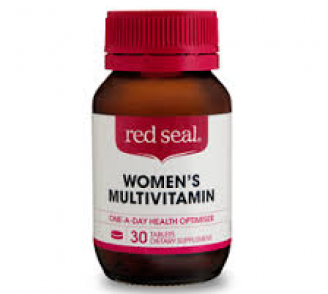 red seal®
WOMEN'S
MULTIVITAMIN
ONE-A-DAY HEALTH OPTIMISER
30 TABLETS
DIETARY SUPPLEMENT